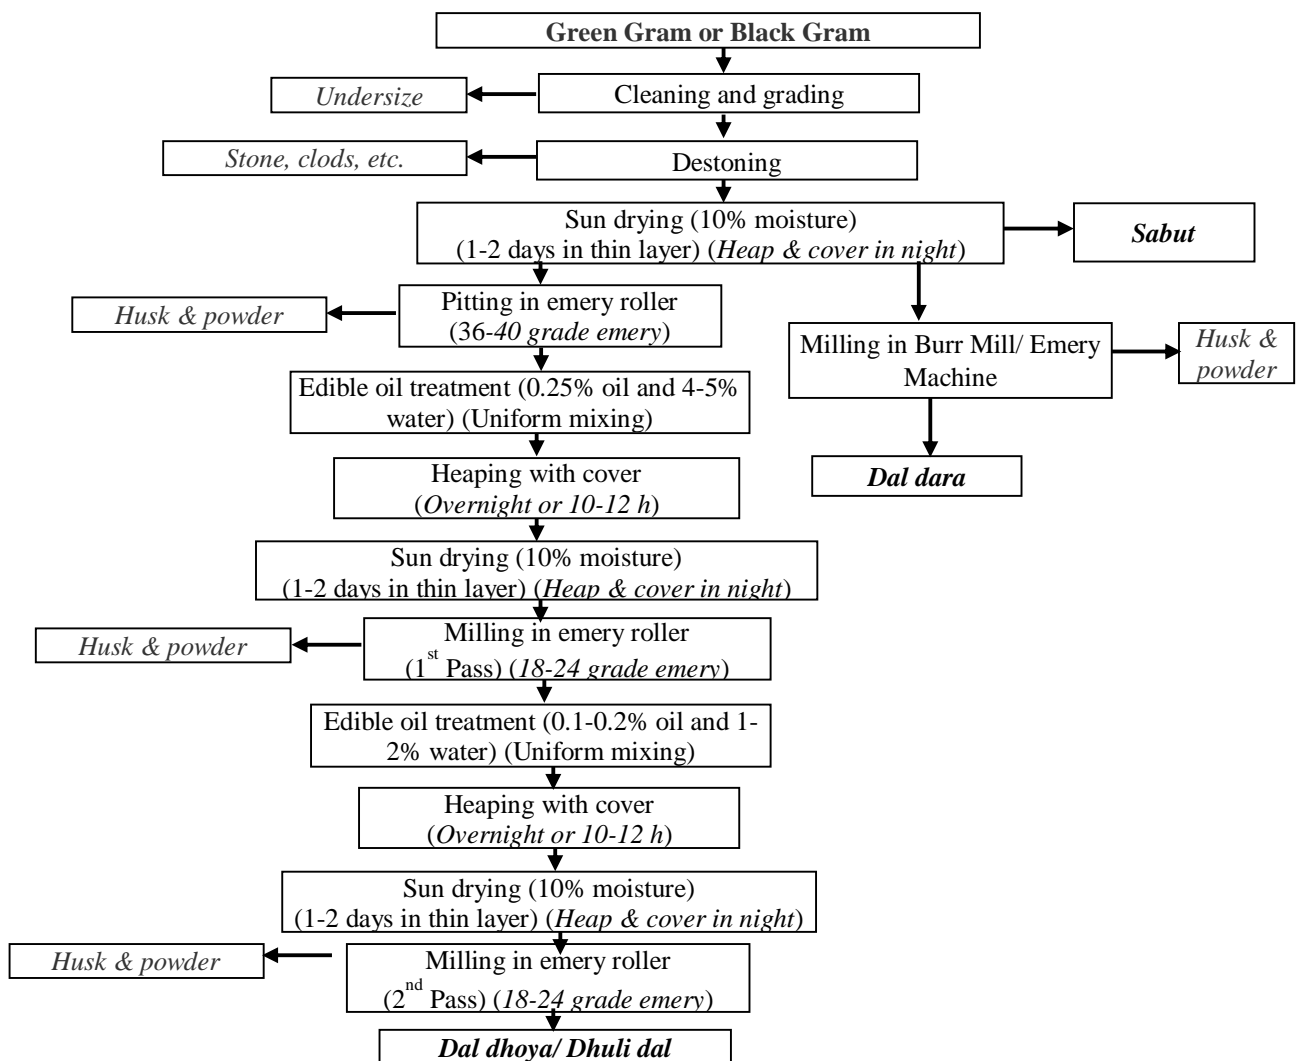 Green Gram or Black Gram
Undersize
Cleaning and grading
Stone, clods, etc.
Destoning
Sun drying (10% moisture)
(1-2 days in thin layer) (Heap & cover in night)
Sabut
Husk & powder
Pitting in emery roller
(36-40 grade emery)
Milling in Burr Mill/ Emery
Machine
Husk &
powder
Edible oil treatment (0.25% oil and 4-5%
water) (Uniform mixing)
Dal dara
Heaping with cover
(Overnight or 10-12 h)
Sun drying (10% moisture)
(1-2 days in thin layer) (Heap & cover in night)
Husk & powder
Milling in emery roller
(1st Pass) (18-24 grade emery)
Edible oil treatment (0.1-0.2% oil and 1-
2% water) (Uniform mixing)
Heaping with cover
(Overnight or 10-12 h)
Sun drying (10% moisture)
(1-2 days in thin layer) (Heap & cover in night)
Husk & powder
Milling in emery roller
(2nd Pass) (18-24 grade emery)
Dal dhoya/ Dhuli dal